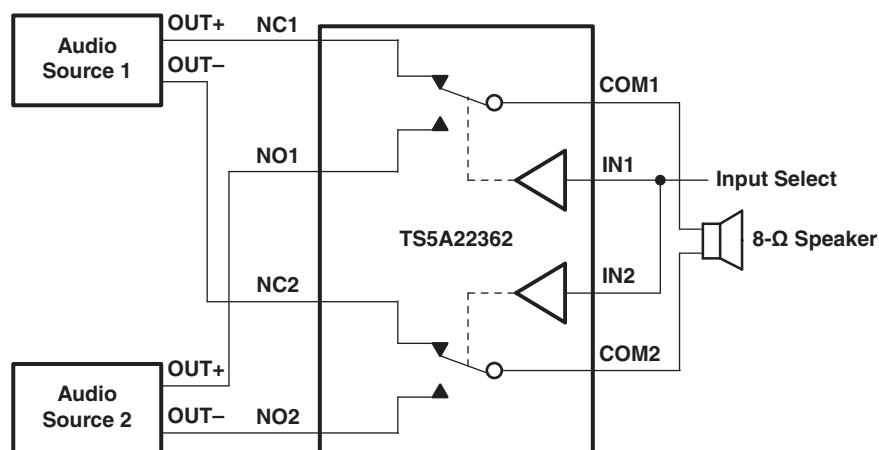 OUT+
NC1
Audio
Source 1
OUT–
COM1
NO1
IN1
Input Select
TS5A22362
8-Ω Speaker
NC2
IN2
COM2
OUT+
Audio
Source 2
OUT–
NO2